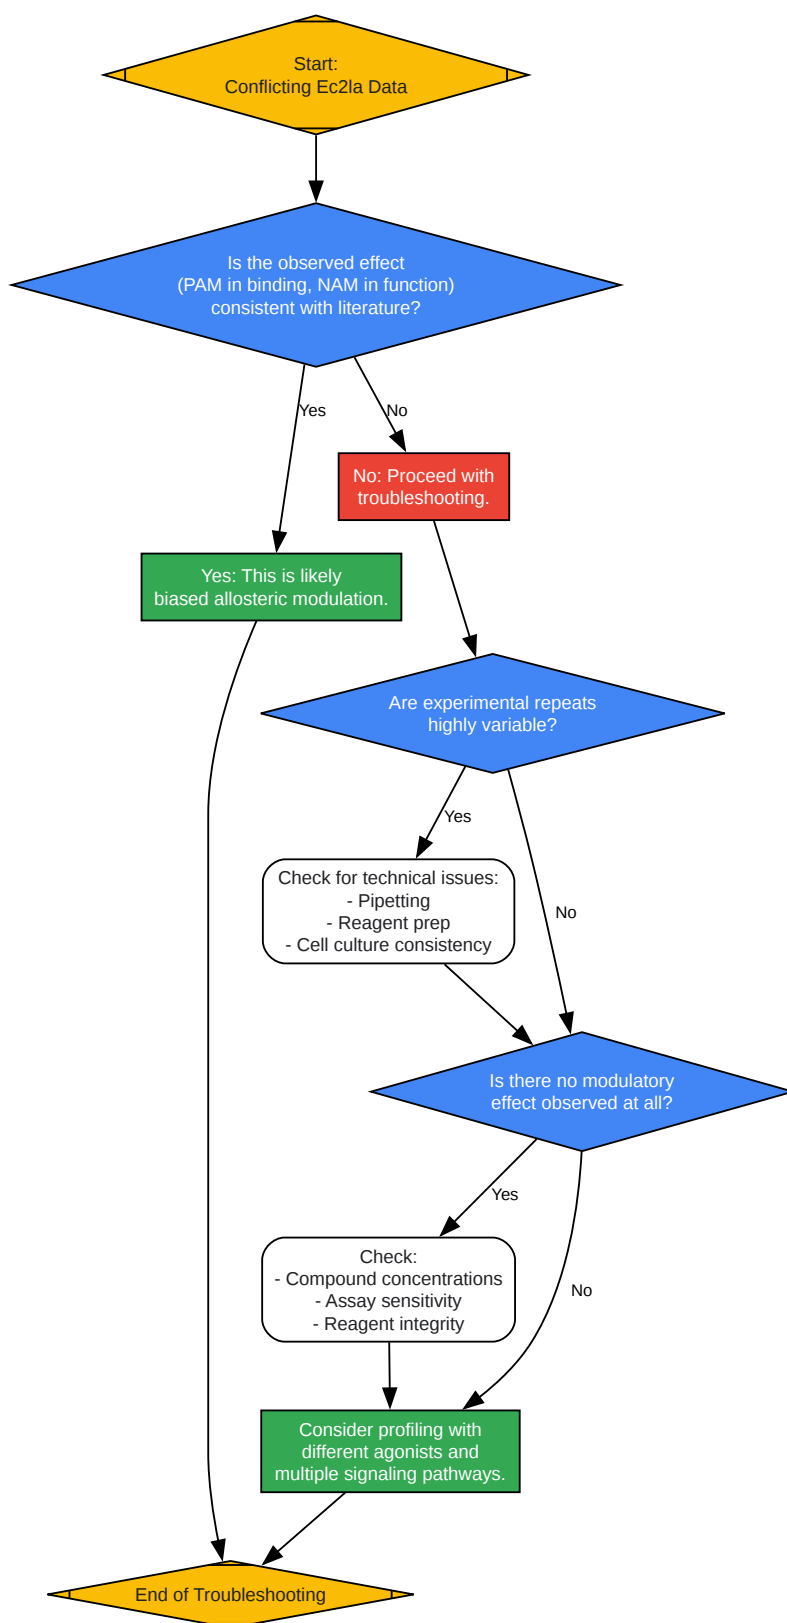 Start:
Conflicting Ec2la Data
Is the observed effect
(PAM in binding, NAM in function)
consistent with literature?
Yes
No
No: Proceed with
troubleshooting.
Yes: This is likely
biased allosteric modulation.
Are experimental repeats
highly variable?
Yes
No
Check for technical issues:
- Pipetting
- Reagent prep
- Cell culture consistency
Is there no modulatory
effect observed at all?
Yes
No
Check:
- Compound concentrations
- Assay sensitivity
- Reagent integrity
Consider profiling with
different agonists and
multiple signaling pathways.
End of Troubleshooting